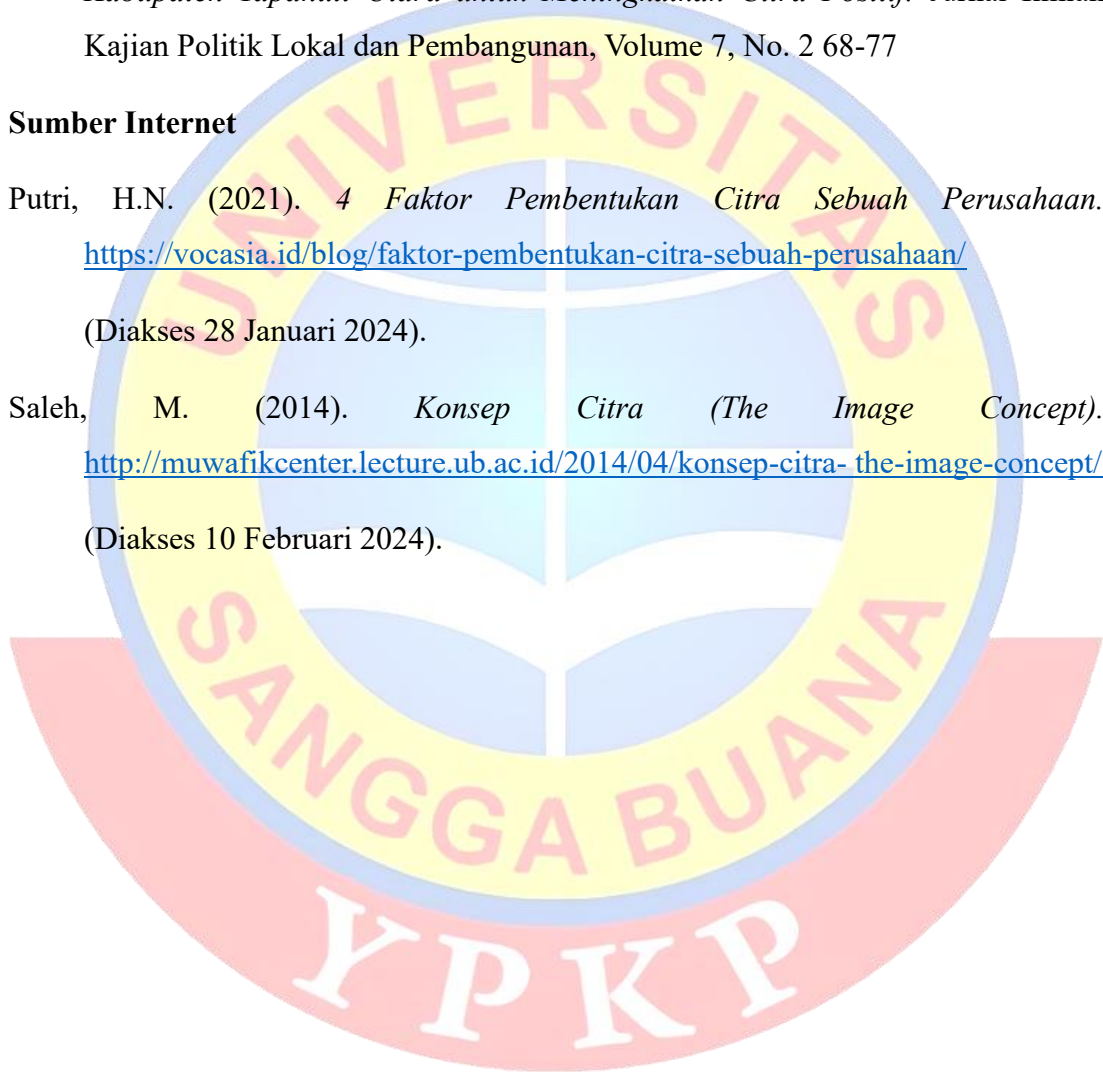 Kabupaten Tapanuli Utara untuk Meningkatkan Citra Positif. Jurnal Ilmiah
Kajian Politik Lokal dan Pembangunan, Volume 7, No. 2 68-77
Sumber Internet
Putri, H.N. (2021). 4 Faktor Pembentukan Citra Sebuah Perusahaan.
https://vocasia.id/blog/faktor-pembentukan-citra-sebuah-perusahaan/
(Diakses 28 Januari 2024).
Saleh, M. (2014). Konsep Citra (The Image Concept).
http://muwafikcenter.lecture.ub.ac.id/2014/04/konsep-citra- the-image-concept/
(Diakses 10 Februari 2024).
UNIVERSITAS
SANGGA BUANA
YPKP